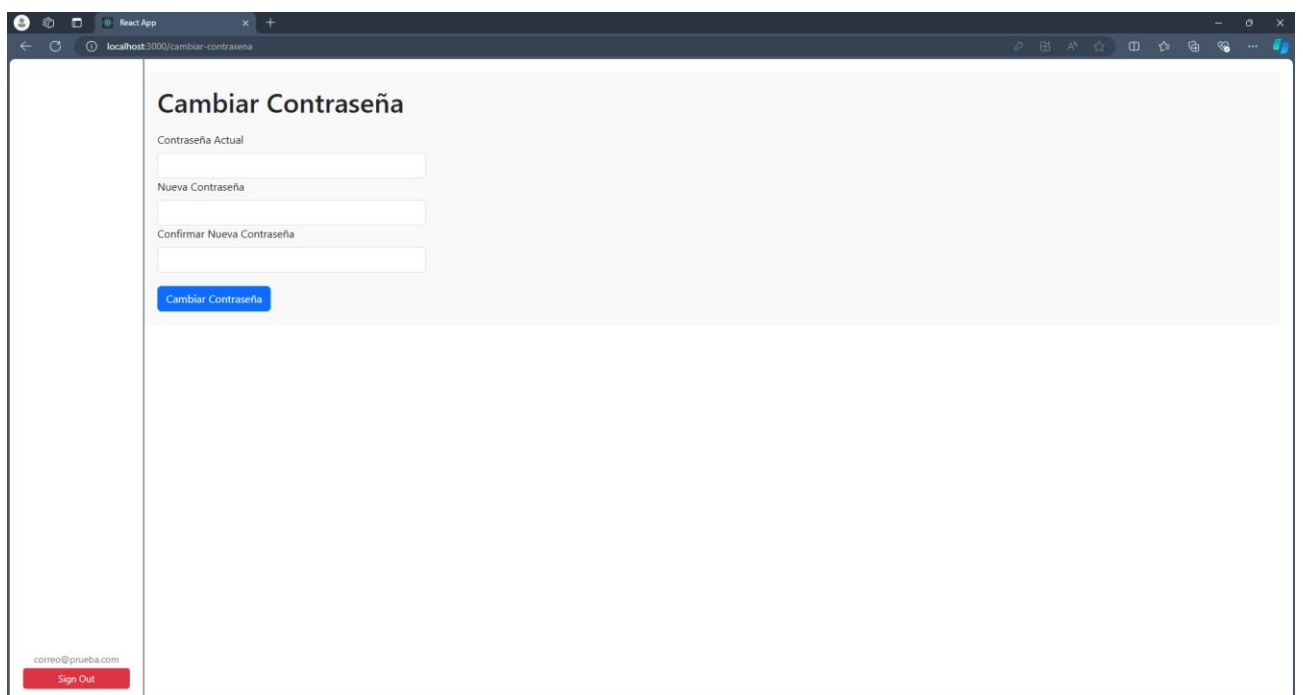 React App
localhost:3000/cambiar-contrasena
Cambiar Contraseña
Contraseña Actual
Nueva Contraseña
Confirmar Nueva Contraseña
Cambiar Contraseña
correo@prueba.com
Sign Out